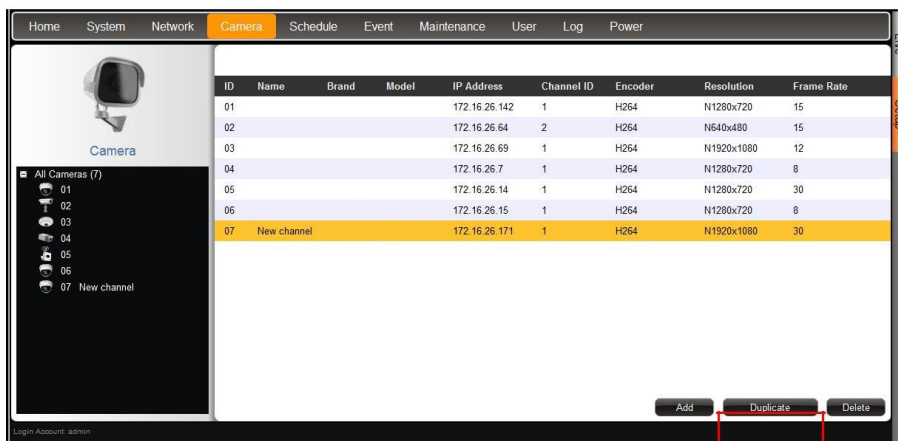 Home System Network Camera Schedule Event Maintenance User Log Power
Live
Setup
Camera
All Cameras (7)
01
02
03
04
05
06
07 New channel
ID Name Brand Model IP Address Channel ID Encoder Resolution Frame Rate
01 172.16.26.142 1 H264 N1280x720 15
02 172.16.26.64 2 H264 N640x480 15
03 172.16.26.69 1 H264 N1920x1080 12
04 172.16.26.7 1 H264 N1280x720 8
05 172.16.26.14 1 H264 N1280x720 30
06 172.16.26.15 1 H264 N1280x720 8
07 New channel 172.16.26.171 1 H264 N1920x1080 30
Add Duplicate Delete
Login Account: admin